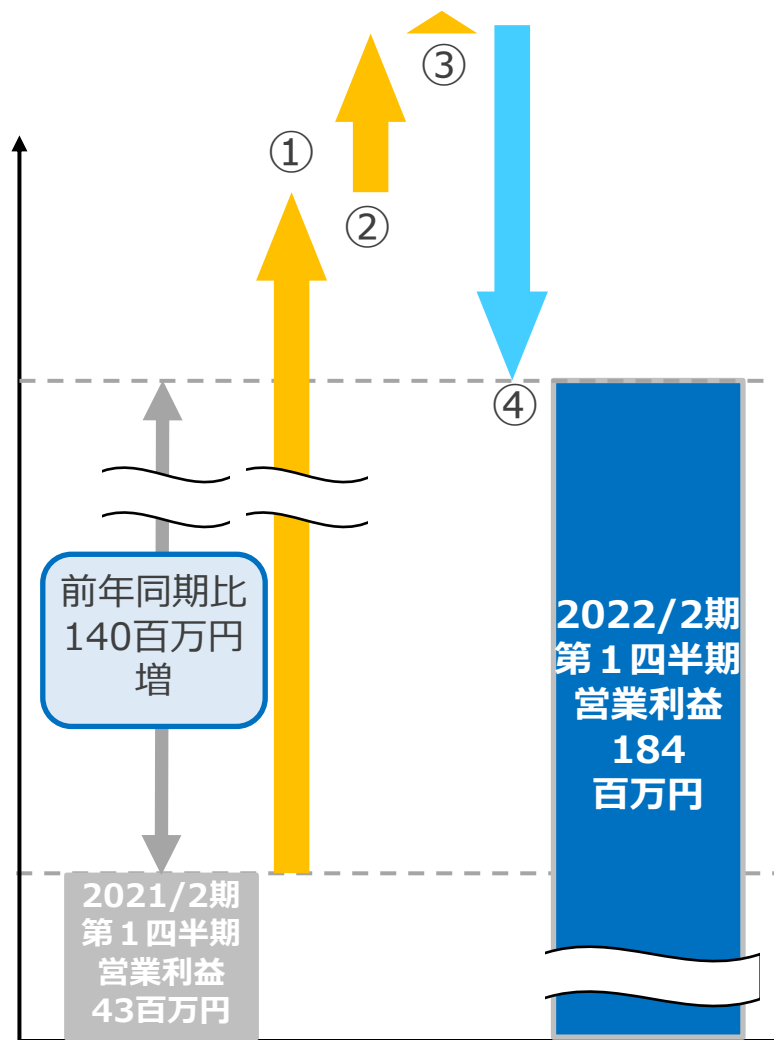 ③
①
②
④
前年同期比
140百万円
増
2022/2期
第１四半期
営業利益
184
百万円
2021/2期
第１四半期
営業利益
43百万円